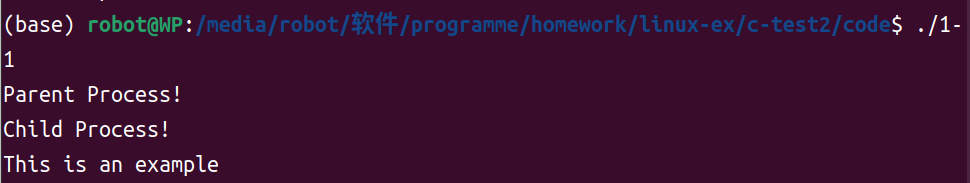 (base) robot@WP:/media/robot/软件/programme/homework/linux-ex/c-test2/code$ ./1-
1
Parent Process!
Child Process!
This is an example